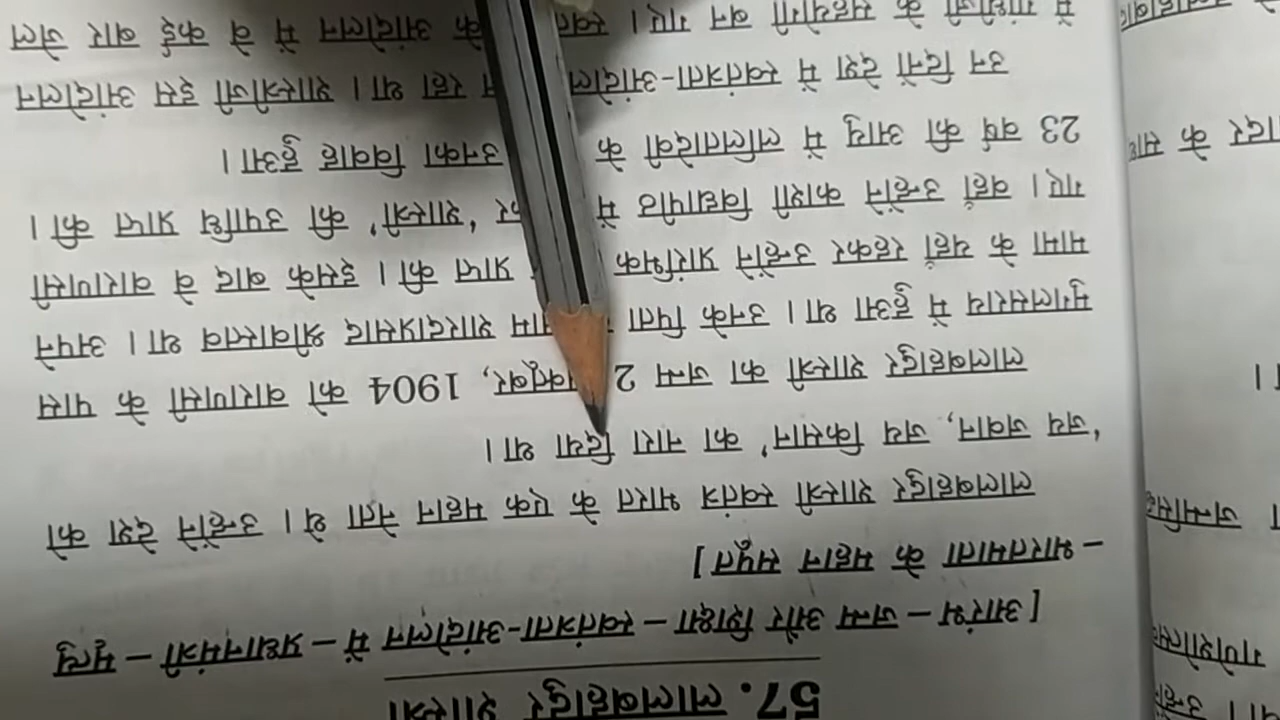 57. लालबहादुर शास्त्री
[ आरंभ – जन्म और शिक्षा – स्वतंत्रता-आंदोलन में – प्रधानमंत्री – मृत्यु
– भारतमाता के महान सपूत ]
लालबहादुर शास्त्री स्वतंत्र भारत के एक महान नेता थे। उन्होंने देश को
'जय जवान, जय किसान' का नारा दिया था।
लालबहादुर शास्त्री का जन्म 2 अक्तूबर, 1904 को वाराणसी के पास
मुगलसराय में हुआ था। उनके पिता नाम शारदाप्रसाद श्रीवास्तव था। अपने
मामा के यहाँ रहकर उन्होंने प्रारंभिक प्राप्त की। इसके बाद वे वाराणसी
गए। वहाँ उन्होंने काशी विद्यापीठ में 'शास्त्री' की उपाधि प्राप्त की।
23 वर्ष की आयु में ललितादेवी के उनका विवाह हुआ।
उन दिनों देश में स्वतंत्रता-आंदोलन रहा था। शास्त्रीजी इस आंदोलन
में गांधीजी के सहयोगी बन गए। के आंदोलन में वे कई बार जेल